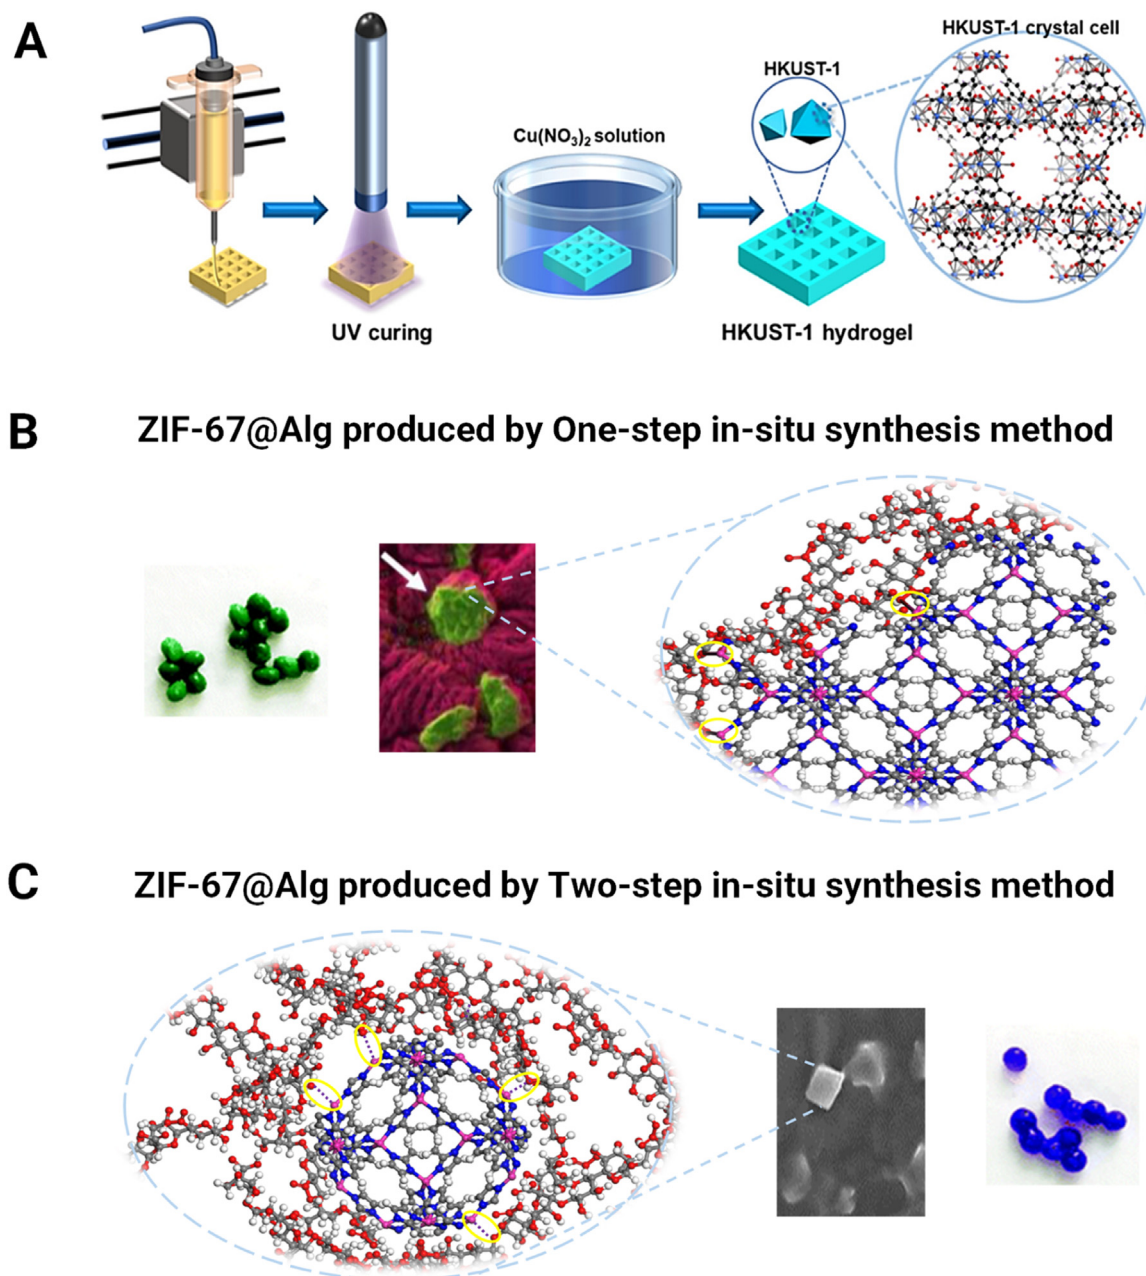 A
HKUST-1 crystal cell
HKUST-1
Cu(NO₃)₂ solution
UV curing
HKUST-1 hydrogel
B
ZIF-67@Alg produced by One-step in-situ synthesis method
C
ZIF-67@Alg produced by Two-step in-situ synthesis method